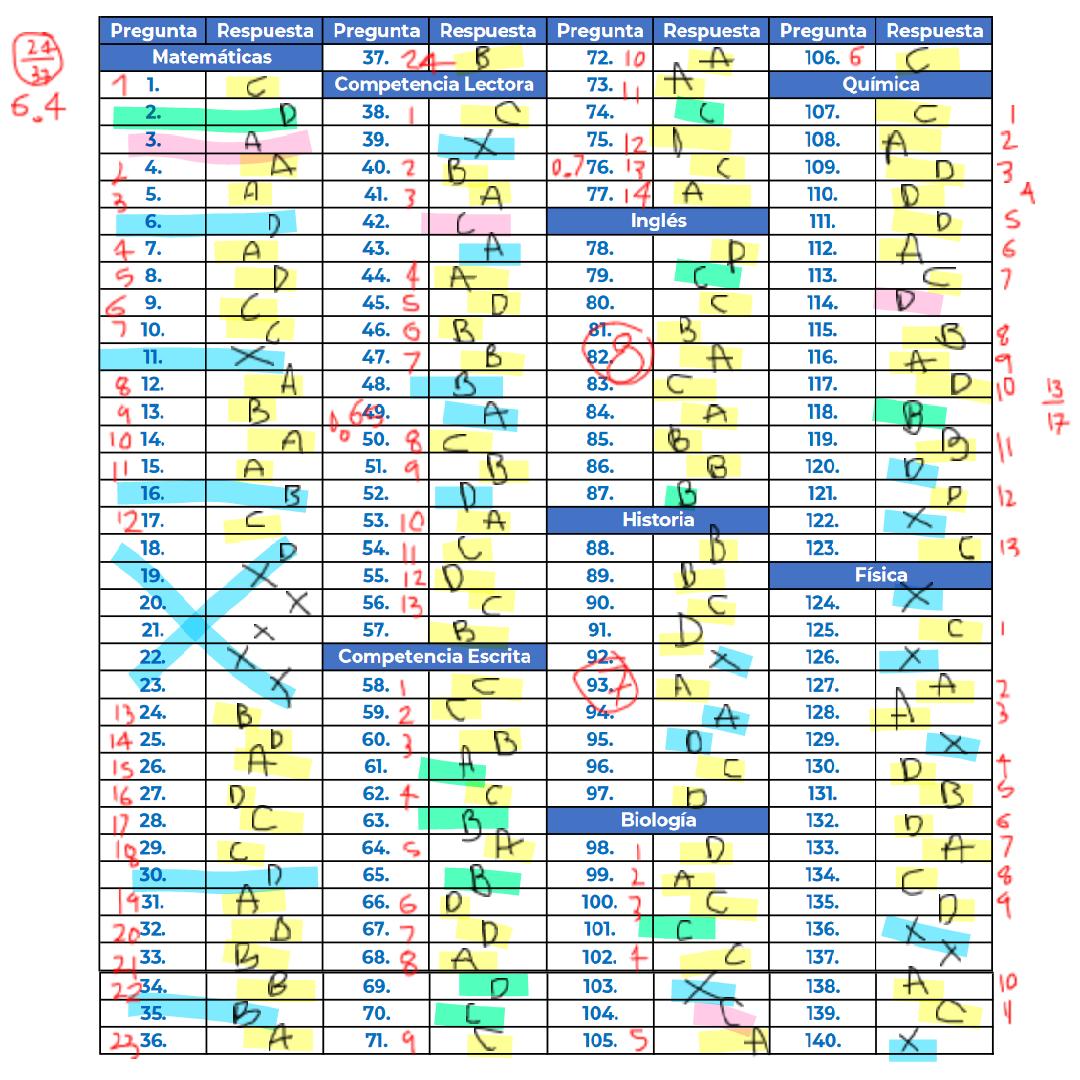 24
33
6.4
Pregunta Respuesta
Matemáticas
1 1. C
2. D
3. A
2 4. A
3 5. A
6. D
4 7. A
5 8. D
6 9. C
7 10. C
11. X
8 12. A
9 13. B
10 14. A
11 15. A
16. B
12 17. C
18. D
19. X
20. X
21. X
22. X
23. X
13 24. B
14 25. D
15 26. A
16 27. D
17 28. C
18 29. C
30. D
19 31. A
20 32. D
21 33. B
22 34. B
35. B
23 36. A
Pregunta Respuesta
37. 24 B
Competencia Lectora
38. 1 C
39. X
40. 2 B
41. 3 A
42. C
43. A
44. 4 A
45. 5 D
46. 6 B
47. 7 B
48. B
49. A
50. 8 C
51. 9 B
52. D
53. 10 A
54. 11 C
55. 12 D
56. 13 C
57. B
Competencia Escrita
58. 1 C
59. 2 C
60. 3 B
61. A
62. 4 C
63. B
64. 5 A
65. B
66. 6 D
67. 7 D
68. 8 A
69. D
70. C
71. 9 C
Pregunta Respuesta
72. 10 A
73. 11 A
74. C
75. 12 D
0.7 76. 13 C
77. 14 A
Inglés
78. D
79. C
80. C
81. B
82. 8 A
83. C
84. A
85. B
86. B
87. B
Historia
88. B
89. B
90. C
91. D
92. X
93. 7 A
94. A
95. D
96. C
97. D
Biología
98. 1 D
99. 2 A
100. 3 C
101. C
102. 4 C
103. X
104. C
105. 5 A
Pregunta Respuesta
106. 6 C
Química
107. C 1
108. A 2
109. D 3
110. D 4
111. D 5
112. A 6
113. C 7
114. D
115. B 8
116. A 9
117. D 10
118. B
119. B 11
120. D
121. D 12
122. X
123. C 13
13
17
Física
124. X
125. C 1
126. X
127. A 2
128. A 3
129. X
130. D 4
131. B 5
132. D 6
133. A 7
134. C 8
135. D 9
136. X
137. X
138. A 10
139. C 11
140. X